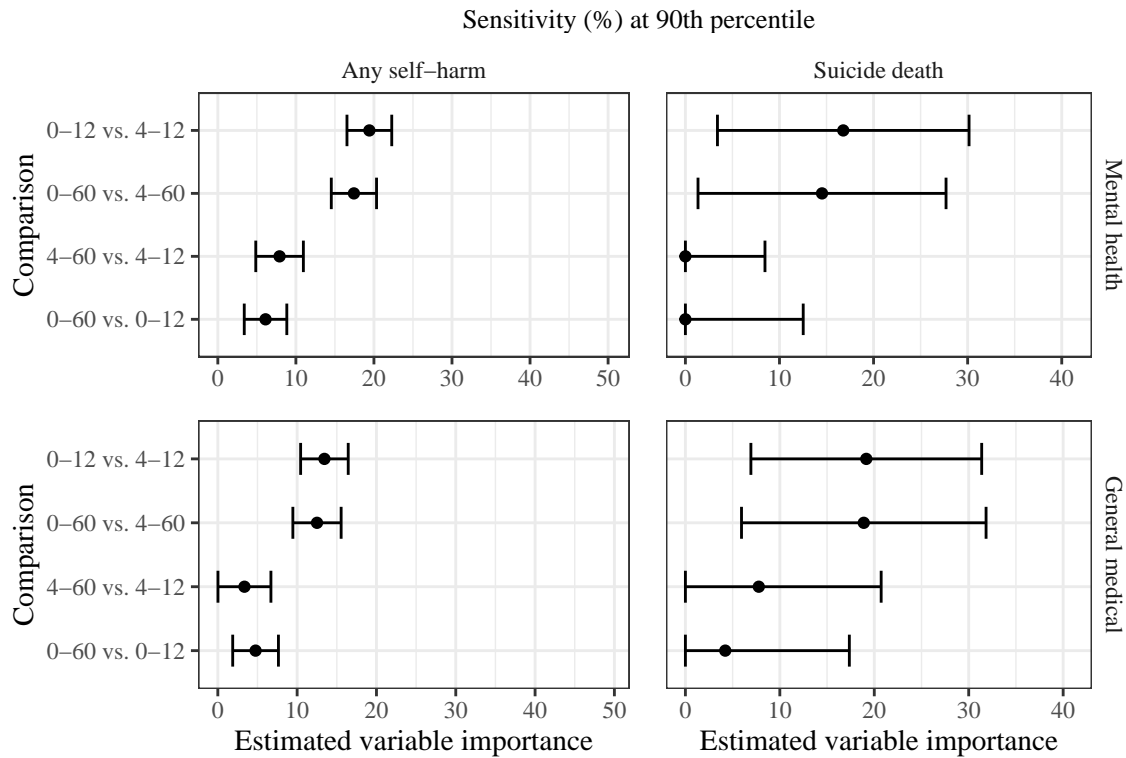 Sensitivity (%) at 90th percentile
Any self−harm
Suicide death
Comparison
0−12 vs. 4−12
0−60 vs. 4−60
4−60 vs. 4−12
0−60 vs. 0−12
Mental health
0 10 20 30 40 50
0 10 20 30 40
Comparison
0−12 vs. 4−12
0−60 vs. 4−60
4−60 vs. 4−12
0−60 vs. 0−12
General medical
0 10 20 30 40 50
0 10 20 30 40
Estimated variable importance
Estimated variable importance